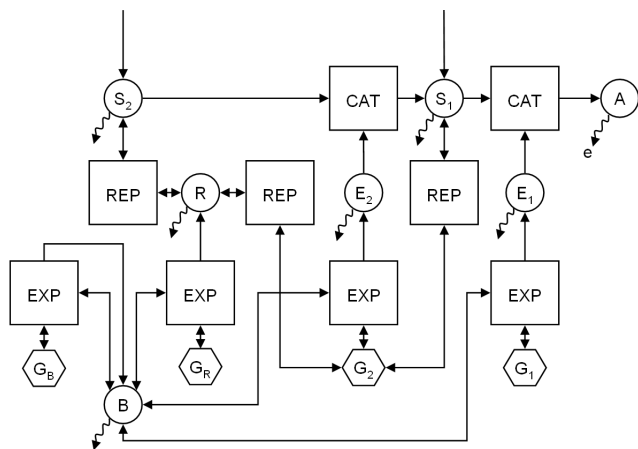 S2 CAT S1 CAT A
e
REP R REP E2 REP E1
EXP EXP EXP EXP
GB GR G2 G1
B